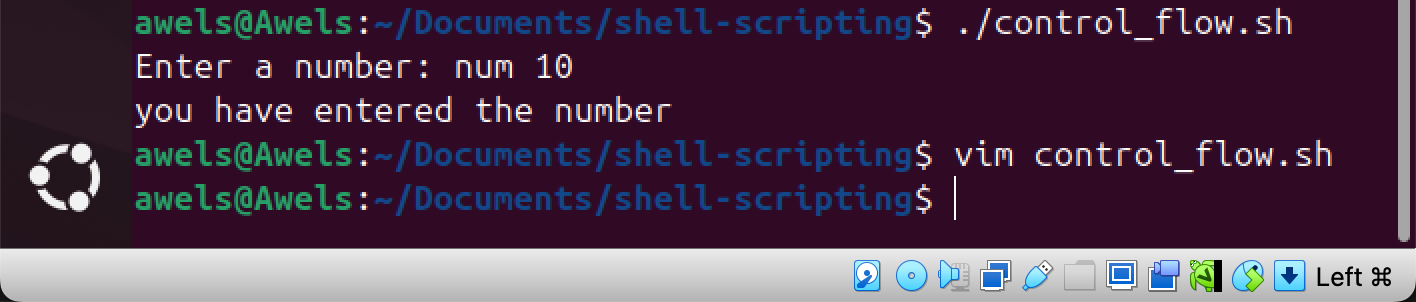 awels@Awels:~/Documents/shell-scripting$ ./control_flow.sh
Enter a number: num 10
you have entered the number
awels@Awels:~/Documents/shell-scripting$ vim control_flow.sh
awels@Awels:~/Documents/shell-scripting$
Left ⌘